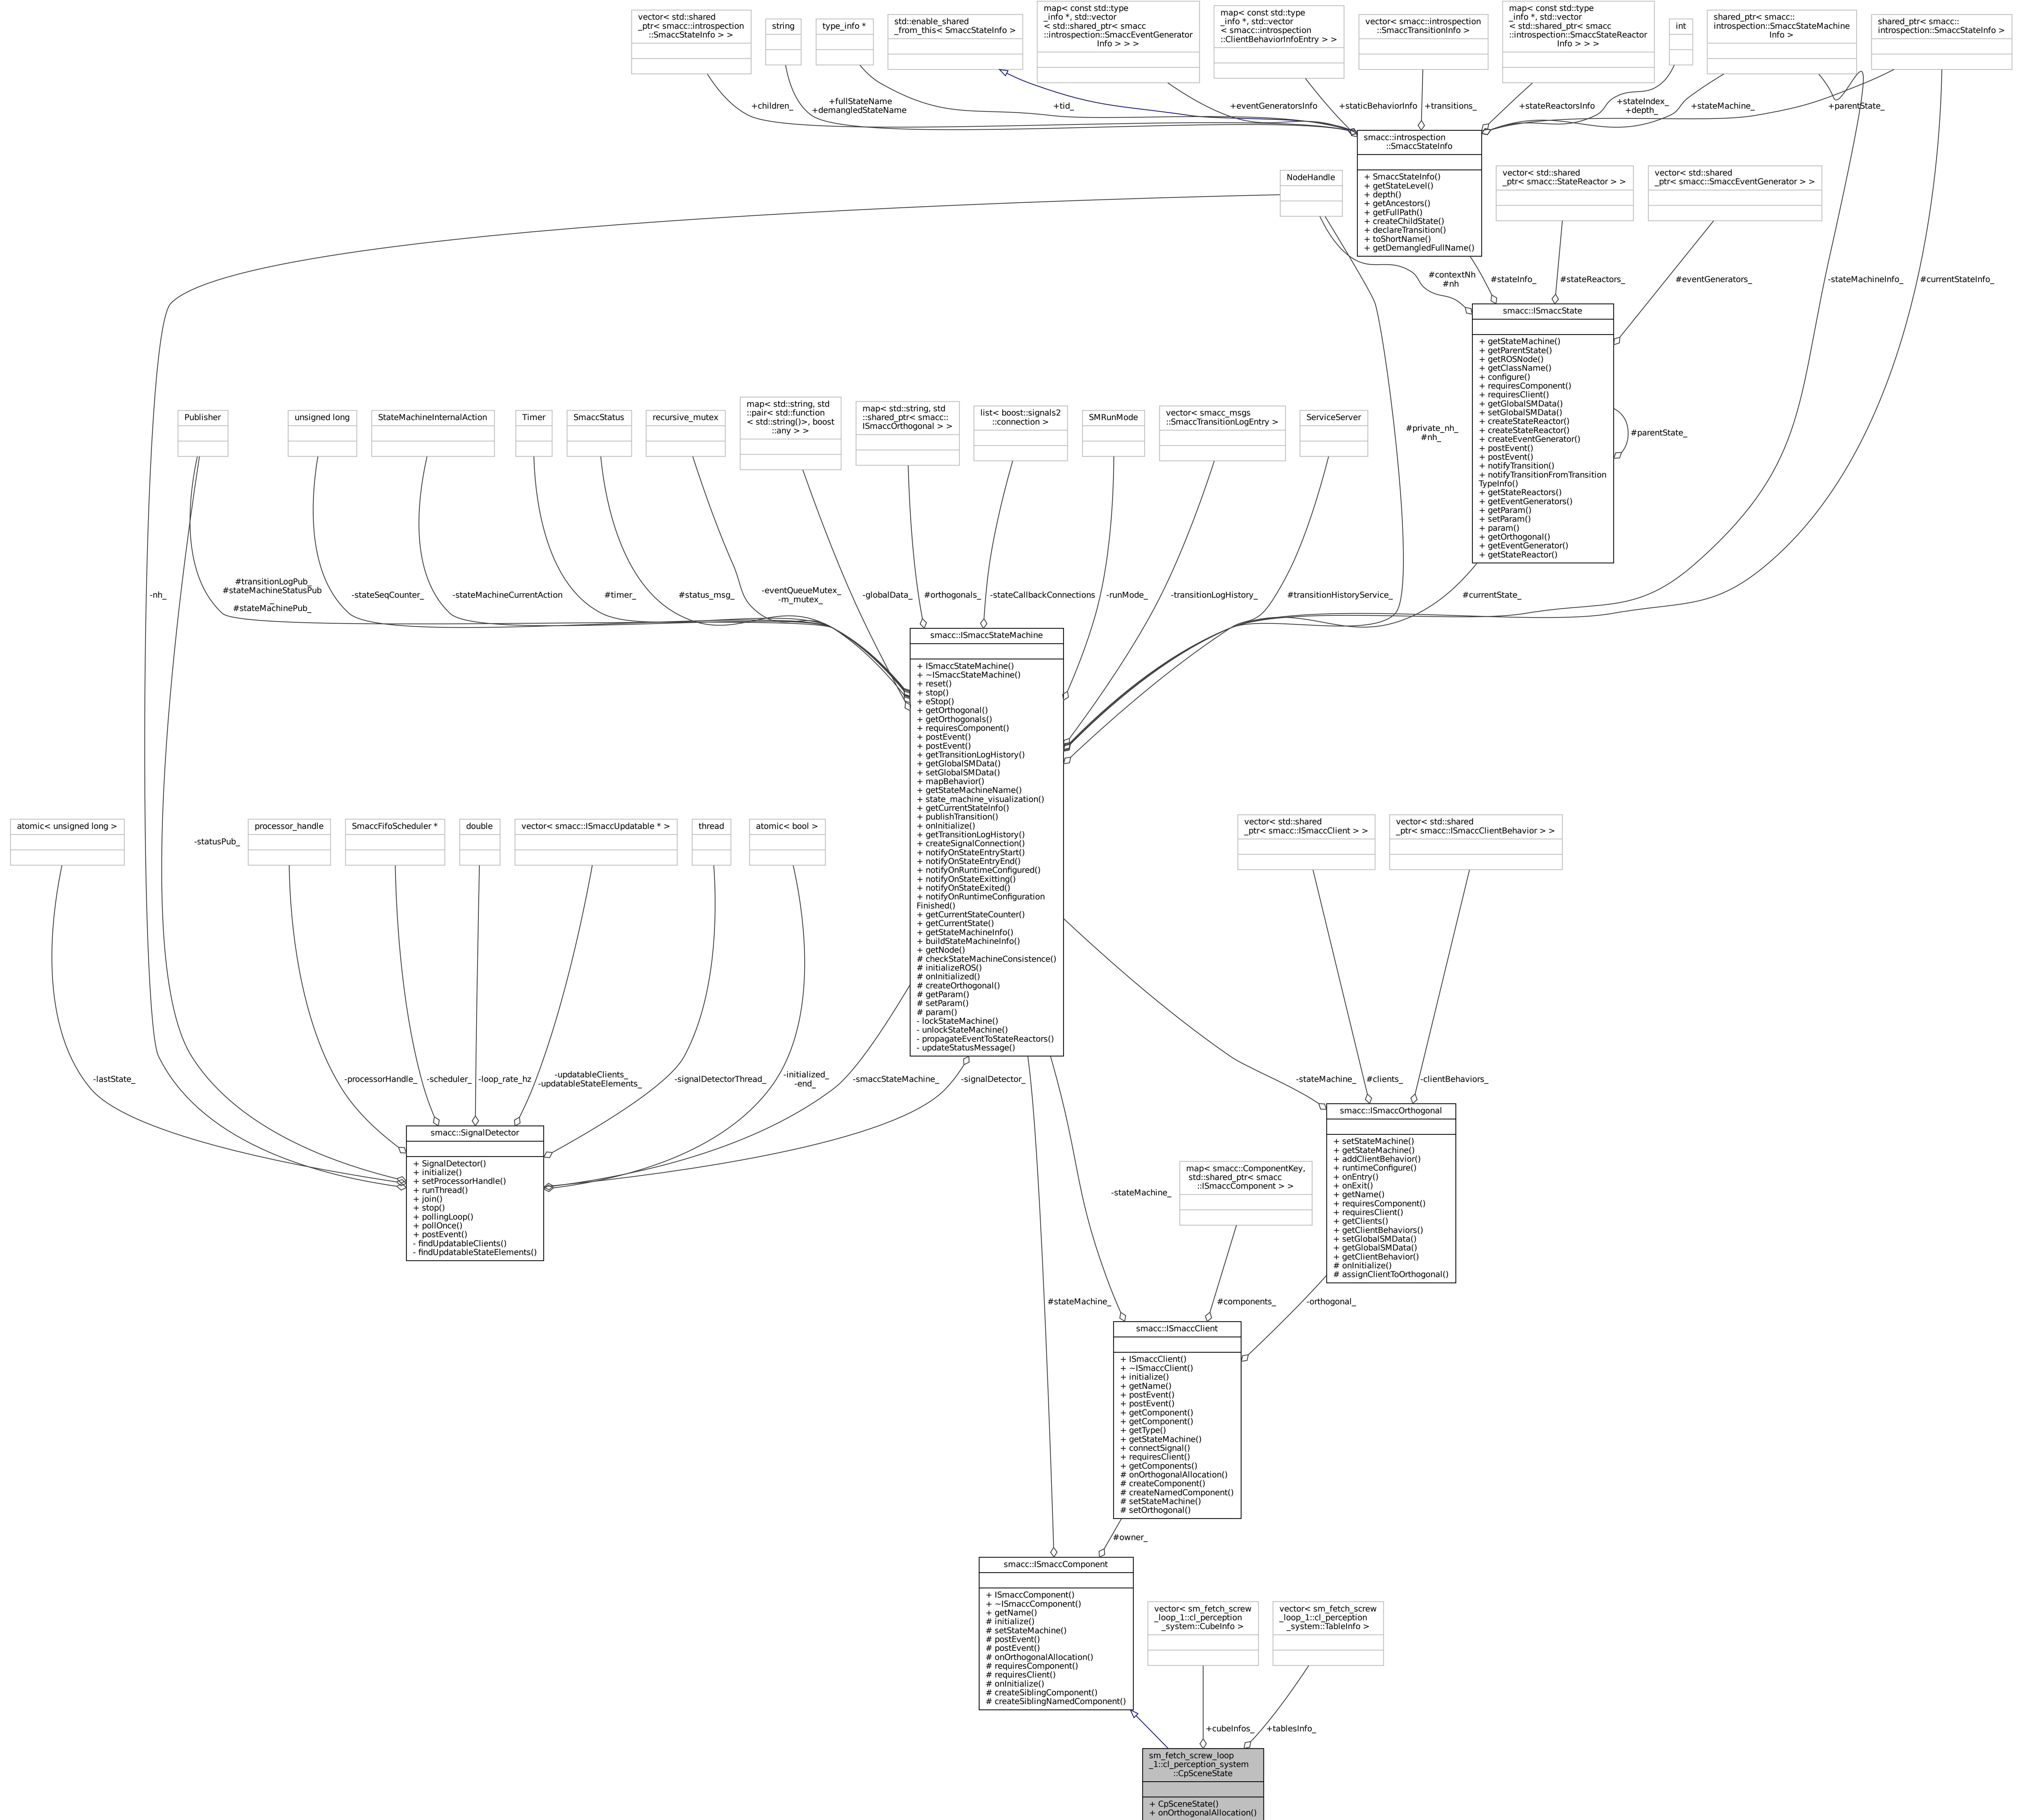 vector< std::shared
_ptr< smacc::introspection
::SmaccStateInfo > >
string
type_info *
std::enable_shared
_from_this< SmaccStateInfo >
map< const std::type
_info *, std::vector
< std::shared_ptr< smacc
::introspection::SmaccEventGenerator
Info > > >
map< const std::type
_info *, std::vector
< smacc::introspection
::ClientBehaviorInfoEntry > >
vector< smacc::introspection
::SmaccTransitionInfo >
map< const std::type
_info *, std::vector
< std::shared_ptr< smacc
::introspection::SmaccStateReactor
Info > > >
int
shared_ptr< smacc::
introspection::SmaccStateMachine
Info >
shared_ptr< smacc::
introspection::SmaccStateInfo >
+children_
+fullStateName
+demangledStateName
+tid_
+eventGeneratorsInfo
+staticBehaviorInfo
+transitions_
+stateReactorsInfo
+stateIndex_
+depth_
+stateMachine_
+parentState_
smacc::introspection
::SmaccStateInfo
+ SmaccStateInfo()
+ getStateLevel()
+ depth()
+ getAncestors()
+ getFullPath()
+ createChildState()
+ declareTransition()
+ toShortName()
+ getDemangledFullName()
NodeHandle
vector< std::shared
_ptr< smacc::StateReactor > >
vector< std::shared
_ptr< smacc::SmaccEventGenerator > >
#contextNh
#nh
#stateInfo_
#stateReactors_
#eventGenerators_
-stateMachineInfo_
#currentStateInfo_
smacc::ISmaccState
+ getStateMachine()
+ getParentState()
+ getROSNode()
+ getClassName()
+ configure()
+ requiresComponent()
+ requiresClient()
+ getGlobalSMData()
+ setGlobalSMData()
+ createStateReactor()
+ createStateReactor()
+ createEventGenerator()
+ postEvent()
+ postEvent()
+ notifyTransition()
+ notifyTransitionFromTransition
TypeInfo()
+ getStateReactors()
+ getEventGenerators()
+ getParam()
+ setParam()
+ param()
+ getOrthogonal()
+ getEventGenerator()
+ getStateReactor()
#parentState_
Publisher
unsigned long
StateMachineInternalAction
Timer
SmaccStatus
recursive_mutex
map< std::string, std
::pair< std::function
< std::string()>, boost
::any > >
map< std::string, std
::shared_ptr< smacc::
ISmaccOrthogonal > >
list< boost::signals2
::connection >
SMRunMode
vector< smacc_msgs
::SmaccTransitionLogEntry >
ServiceServer
#private_nh_
#nh_
-nh_
#transitionLogPub_
#stateMachineStatusPub
_
#stateMachinePub_
-stateSeqCounter_
-stateMachineCurrentAction
#timer_
#status_msg_
-eventQueueMutex_
-m_mutex_
-globalData_
#orthogonals_
-stateCallbackConnections
-runMode_
-transitionLogHistory_
#transitionHistoryService_
#currentState_
smacc::ISmaccStateMachine
+ ISmaccStateMachine()
+ ~ISmaccStateMachine()
+ reset()
+ stop()
+ eStop()
+ getOrthogonal()
+ getOrthogonals()
+ requiresComponent()
+ postEvent()
+ postEvent()
+ getTransitionLogHistory()
+ getGlobalSMData()
+ setGlobalSMData()
+ mapBehavior()
+ getStateMachineName()
+ state_machine_visualization()
+ getCurrentStateInfo()
+ publishTransition()
+ onInitialize()
+ getTransitionLogHistory()
+ createSignalConnection()
+ notifyOnStateEntryStart()
+ notifyOnStateEntryEnd()
+ notifyOnRuntimeConfigured()
+ notifyOnStateExitting()
+ notifyOnStateExited()
+ notifyOnRuntimeConfiguration
Finished()
+ getCurrentStateCounter()
+ getCurrentState()
+ getStateMachineInfo()
+ buildStateMachineInfo()
+ getNode()
# checkStateMachineConsistence()
# initializeROS()
# onInitialized()
# createOrthogonal()
# getParam()
# setParam()
# param()
- lockStateMachine()
- unlockStateMachine()
- propagateEventToStateReactors()
- updateStatusMessage()
atomic< unsigned long >
-statusPub_
processor_handle
SmaccFifoScheduler *
double
vector< smacc::ISmaccUpdatable * >
thread
atomic< bool >
vector< std::shared
_ptr< smacc::ISmaccClient > >
vector< std::shared
_ptr< smacc::ISmaccClientBehavior > >
-lastState_
-processorHandle_
-scheduler_
-loop_rate_hz
-updatableClients_
-updatableStateElements_
-signalDetectorThread_
-initialized_
-end_
-smaccStateMachine_
-signalDetector_
-stateMachine_
#clients_
-clientBehaviors_
smacc::SignalDetector
+ SignalDetector()
+ initialize()
+ setProcessorHandle()
+ runThread()
+ join()
+ stop()
+ pollingLoop()
+ pollOnce()
+ postEvent()
- findUpdatableClients()
- findUpdatableStateElements()
smacc::ISmaccOrthogonal
+ setStateMachine()
+ getStateMachine()
+ addClientBehavior()
+ runtimeConfigure()
+ onEntry()
+ onExit()
+ getName()
+ requiresComponent()
+ requiresClient()
+ getClients()
+ getClientBehaviors()
+ setGlobalSMData()
+ getGlobalSMData()
+ getClientBehavior()
# onInitialize()
# assignClientToOrthogonal()
map< smacc::ComponentKey,
std::shared_ptr< smacc
::ISmaccComponent > >
-stateMachine_
#stateMachine_
#components_
-orthogonal_
smacc::ISmaccClient
+ ISmaccClient()
+ ~ISmaccClient()
+ initialize()
+ getName()
+ postEvent()
+ postEvent()
+ getComponent()
+ getComponent()
+ getType()
+ getStateMachine()
+ connectSignal()
+ requiresClient()
+ getComponents()
# onOrthogonalAllocation()
# createComponent()
# createNamedComponent()
# setStateMachine()
# setOrthogonal()
#owner_
smacc::ISmaccComponent
+ ISmaccComponent()
+ ~ISmaccComponent()
+ getName()
# initialize()
# setStateMachine()
# postEvent()
# postEvent()
# onOrthogonalAllocation()
# requiresComponent()
# requiresClient()
# onInitialize()
# createSiblingComponent()
# createSiblingNamedComponent()
vector< sm_fetch_screw
_loop_1::cl_perception
_system::CubeInfo >
vector< sm_fetch_screw
_loop_1::cl_perception
_system::TableInfo >
+cubeInfos_
+tablesInfo_
sm_fetch_screw_loop
_1::cl_perception_system
::CpSceneState
+ CpSceneState()
+ onOrthogonalAllocation()